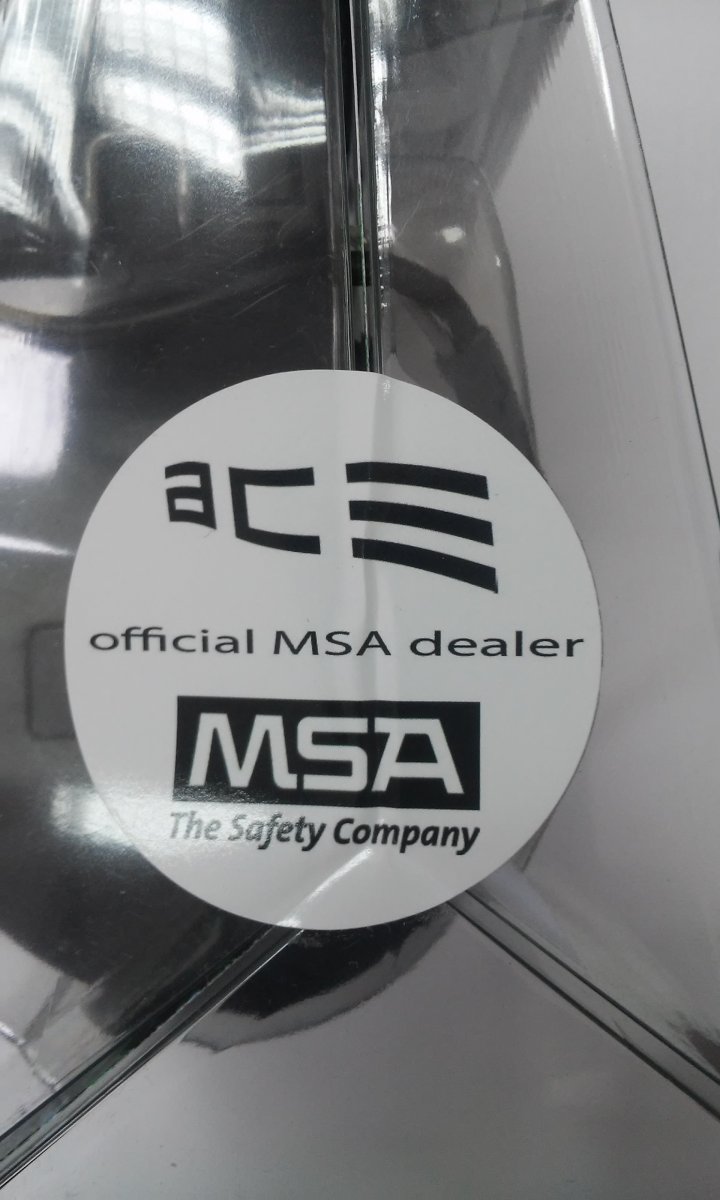 ace
official MSA dealer
MSA
The Safety Company